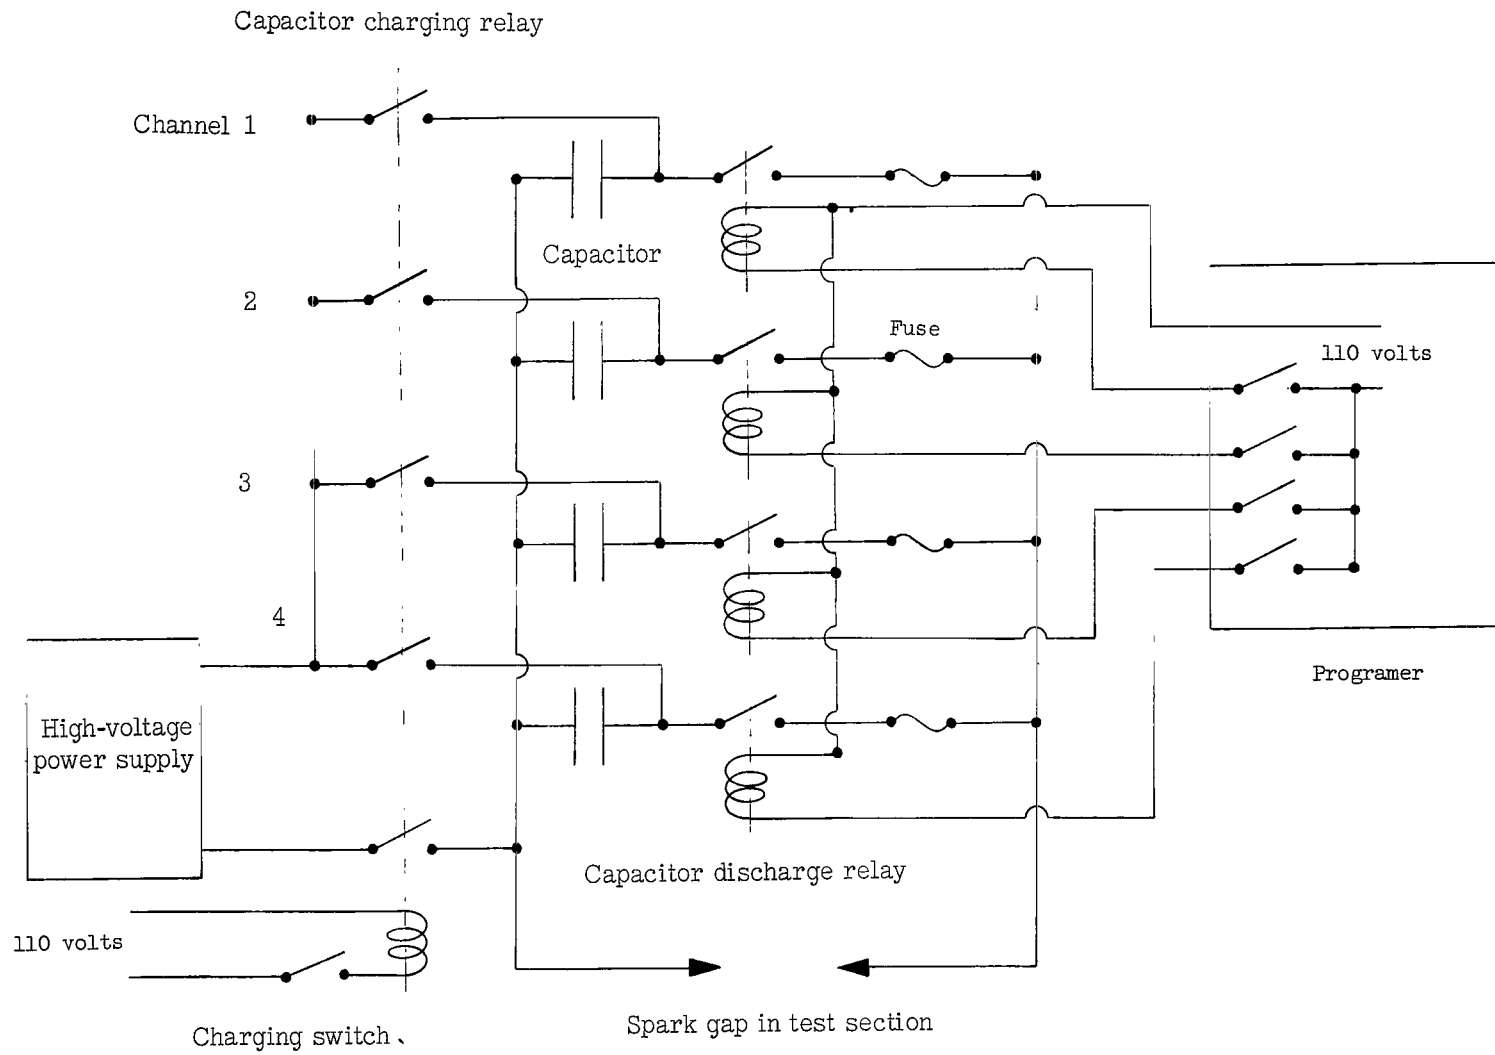 Capacitor charging relay
Channel 1
Capacitor
2
Fuse
110 volts
3
4
Programer
High-voltage
power supply
Capacitor discharge relay
110 volts
Spark gap in test section
Charging switch